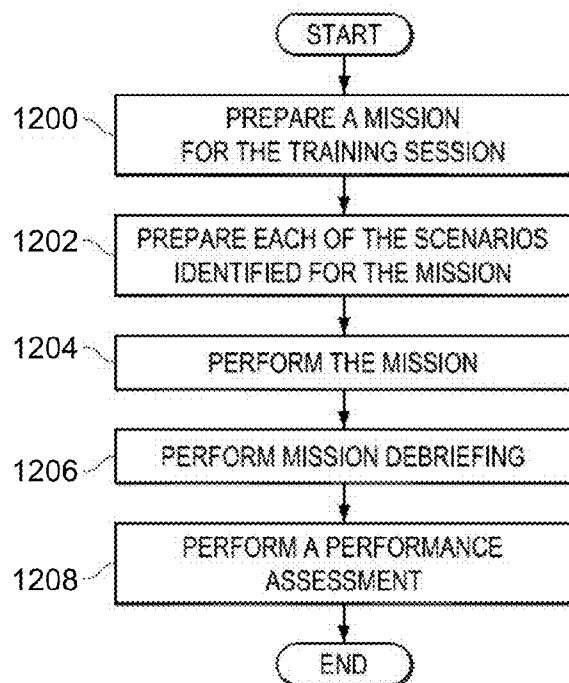 START
1200
PREPARE A MISSION
FOR THE TRAINING SESSION
1202
PREPARE EACH OF THE SCENARIOS
IDENTIFIED FOR THE MISSION
1204
PERFORM THE MISSION
1206
PERFORM MISSION DEBRIEFING
1208
PERFORM A PERFORMANCE
ASSESSMENT
END